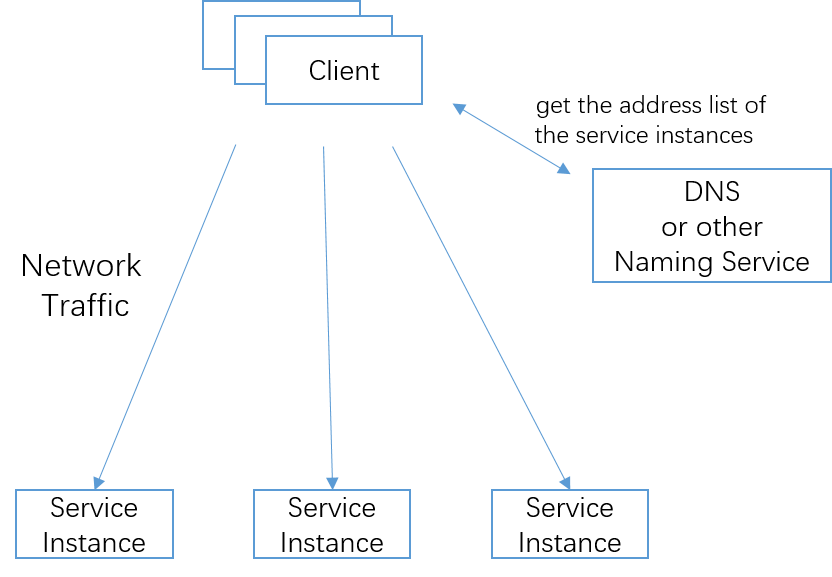 Client
get the address list of
the service instances
DNS
or other
Naming Service
Network
Traffic
Service
Instance
Service
Instance
Service
Instance